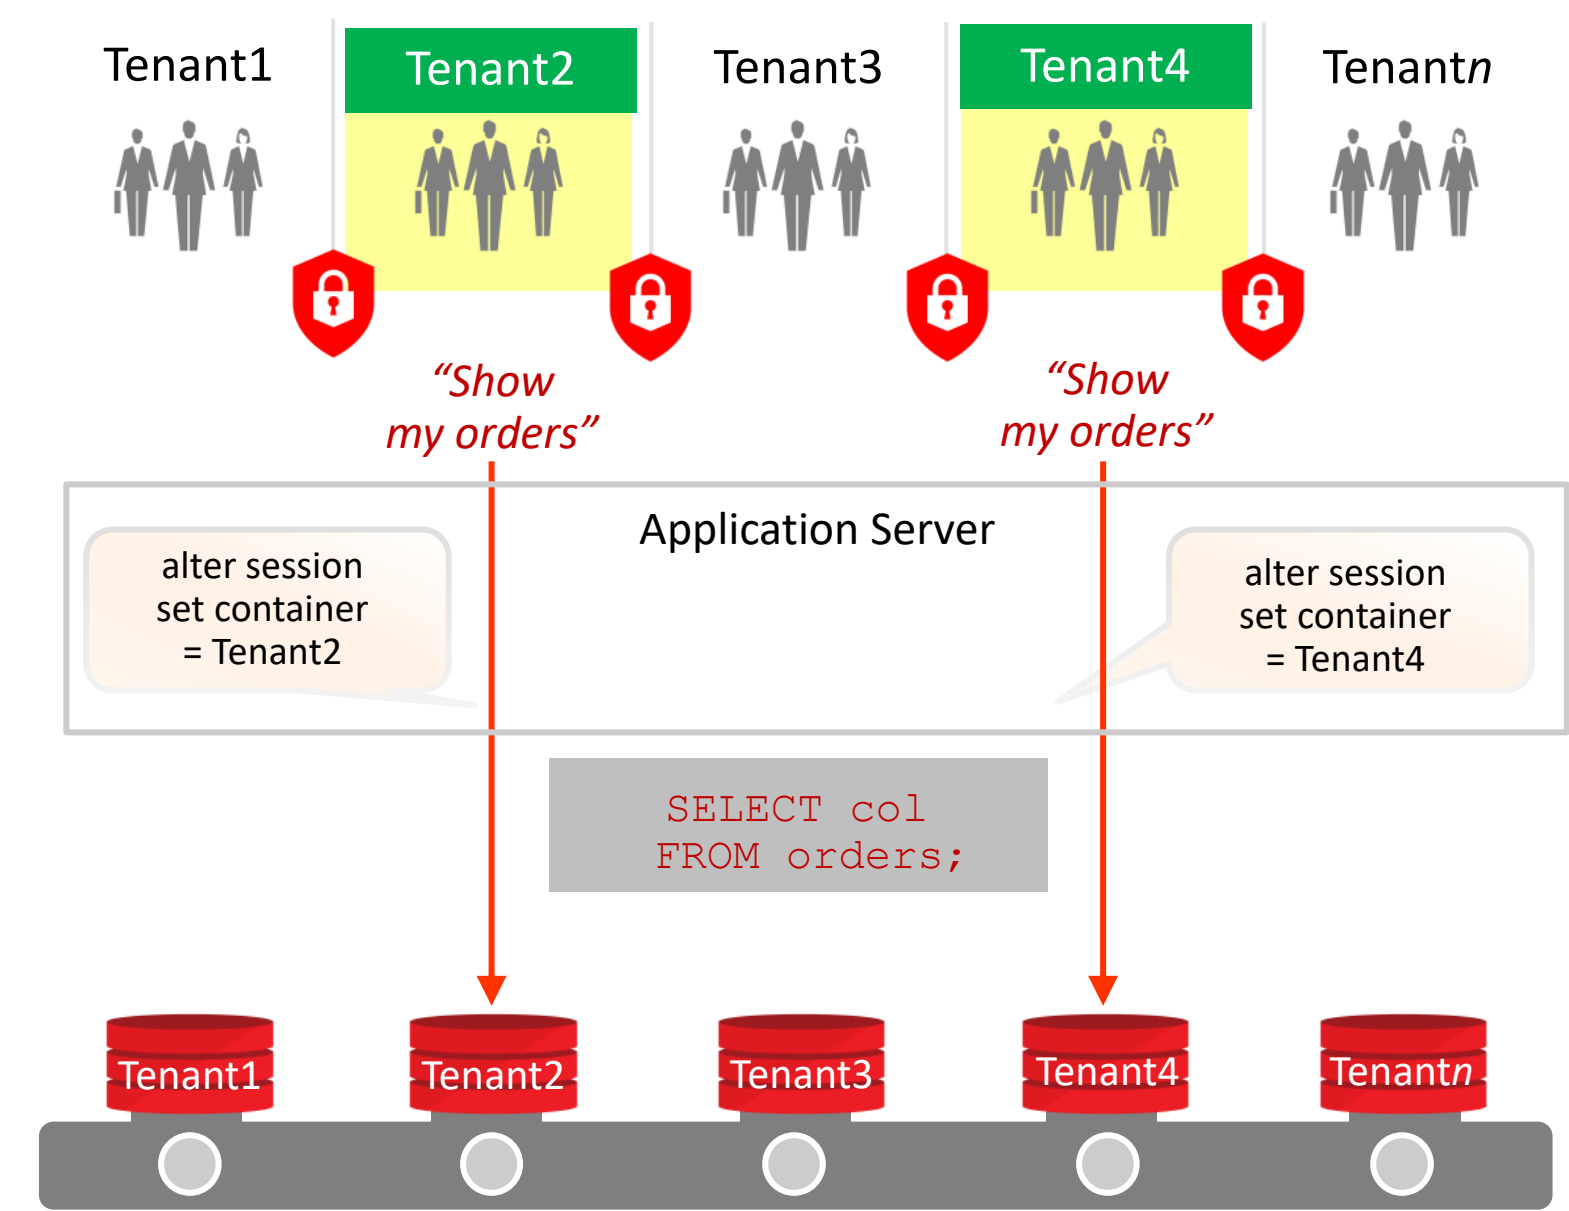 Tenant1
Tenant2
Tenant3
Tenant4
Tenantn
“Show
my orders”
“Show
my orders”
Application Server
alter session
set container
= Tenant2
alter session
set container
= Tenant4
SELECT col
FROM orders;
Tenant1
Tenant2
Tenant3
Tenant4
Tenantn